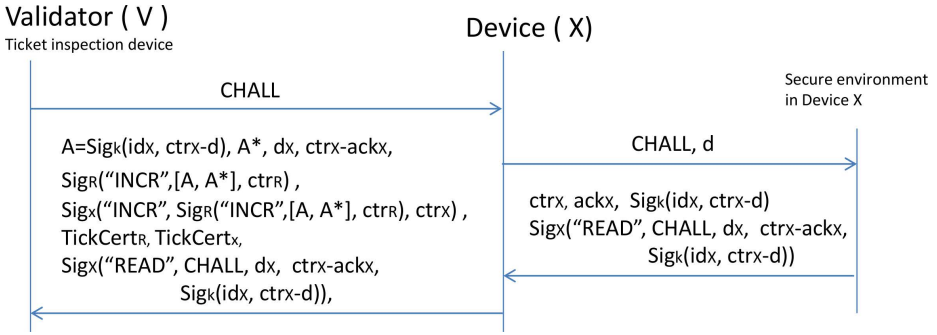 Validator ( V )
Ticket inspection device
Device ( X)
Secure environment
in Device X
CHALL
A=Sigk(idx, ctrx-d), A*, dx, ctrx-ackx,
SigR("INCR",[A, A*], ctrR) ,
Sigx("INCR", SigR("INCR",[A, A*], ctrR), ctrx) ,
TickCertR, TickCertx,
Sigx("READ", CHALL, dx, ctrx-ackx,
Sigk(idx, ctrx-d)),
CHALL, d
ctrx, ackx, Sigk(idx, ctrx-d)
Sigx("READ", CHALL, dx, ctrx-ackx,
Sigk(idx, ctrx-d))